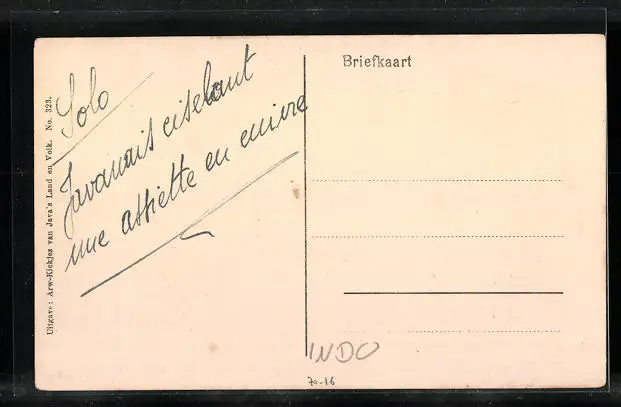 Briefkaart
Solo
Javanais ciselant
une assiette en cuivre
Uitgave: Arw-Kiekjes van Java's Land en Volk. No. 323.
INDO
70-16